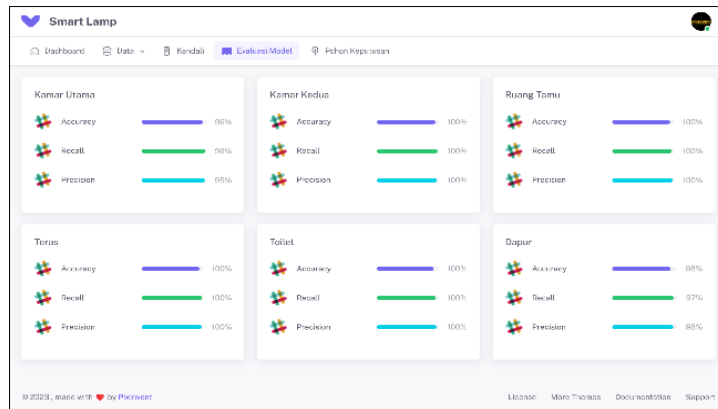 Smart Lamp
Dashboard Data Kendali Evaluasi Model Pohon Keputusan
Kamar Utama
Accuracy 96%
Recall 96%
Precision 95%
Kamar Kedua
Accuracy 100%
Recall 100%
Precision 100%
Ruang Tamu
Accuracy 100%
Recall 100%
Precision 100%
Teras
Accuracy 100%
Recall 100%
Precision 100%
Toilet
Accuracy 100%
Recall 100%
Precision 100%
Dapur
Accuracy 98%
Recall 97%
Precision 98%
© 2023, made with by Pixinvent
License More Themes Documentation Support